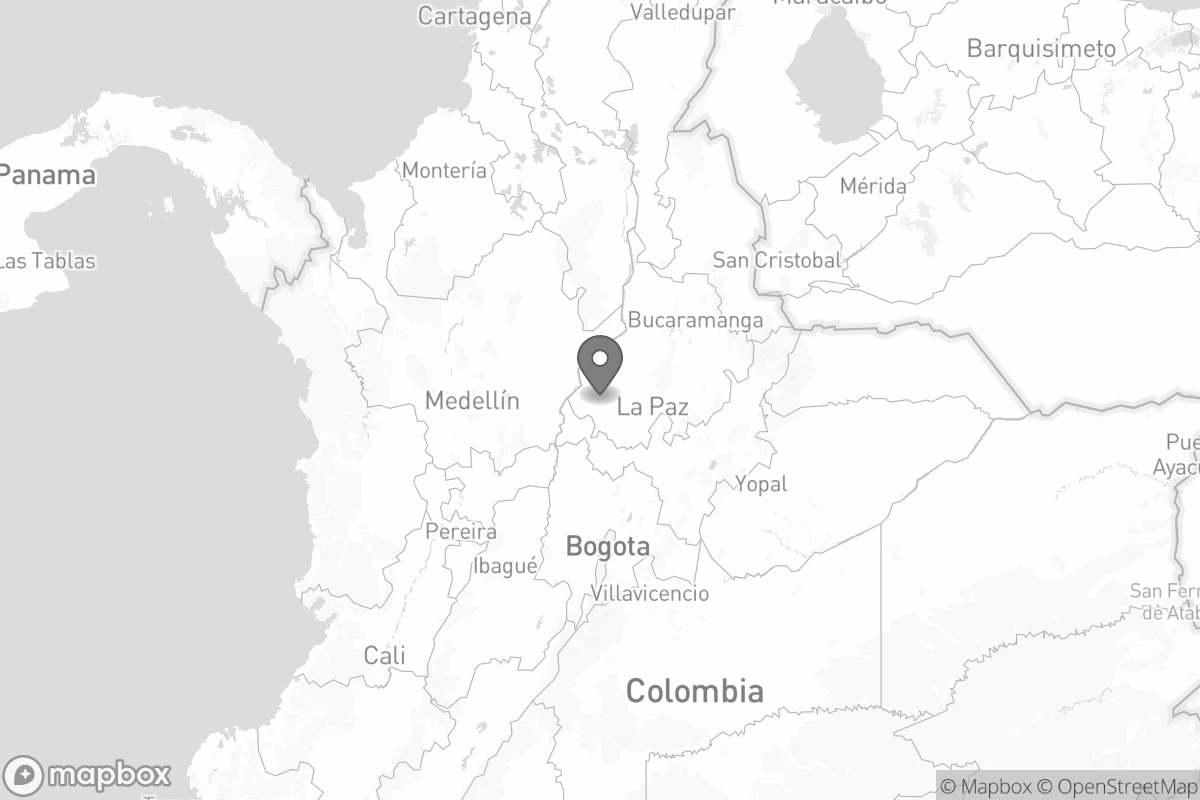 Cartagena
Valledupar
Maracaibo
Barquisimeto
Panama
Montería
Mérida
Las Tablas
San Cristobal
Bucaramanga
Medellín
La Paz
Yopal
Pereira
Bogota
Ibagué
Villavicencio
Cali
Colombia
Pue
Ayacu
San Fern
de Atab
mapbox
© Mapbox © OpenStreetMap